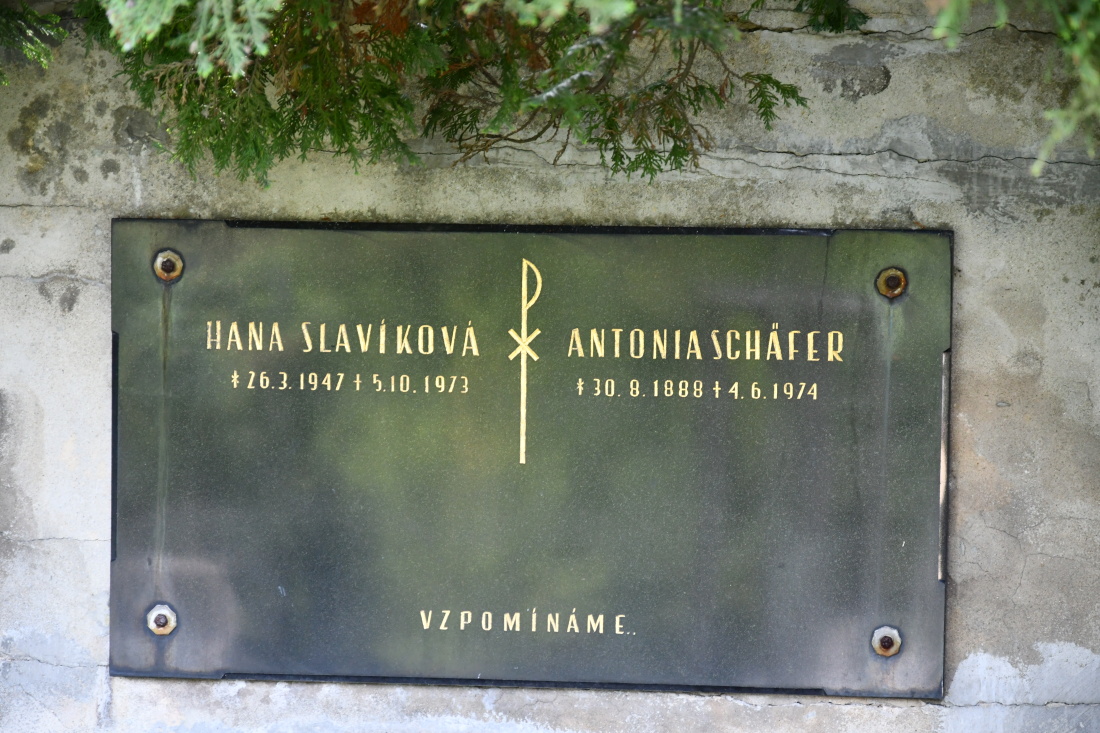 HANA SLAVÍKOVÁ
* 26.3.1947 † 5.10.1973
ANTONIA SCHÄFER
* 30.8.1888 † 4.6.1974
VZPOMÍNÁME..